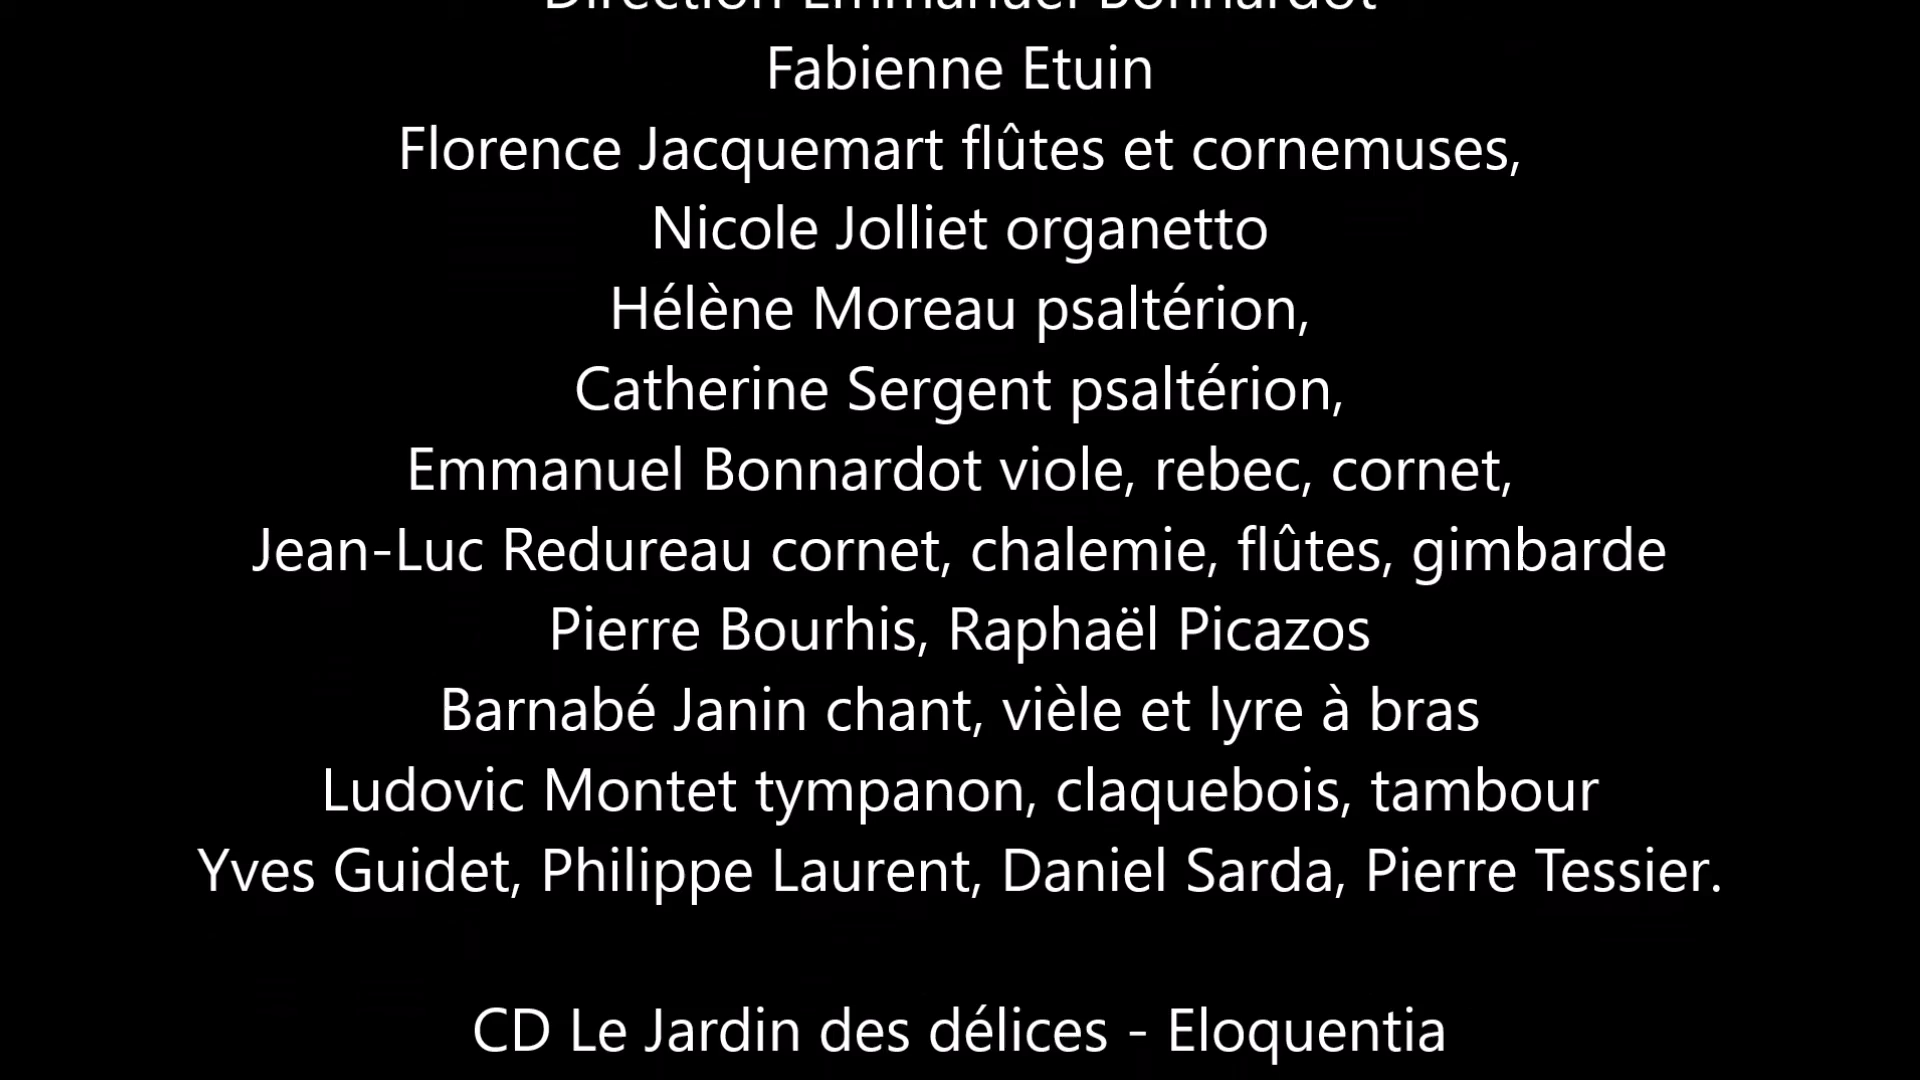 Direction Emmanuel Bonnardot
Fabienne Etuin
Florence Jacquemart flûtes et cornemuses,
Nicole Jolliet organetto
Hélène Moreau psaltérion,
Catherine Sergent psaltérion,
Emmanuel Bonnardot viole, rebec, cornet,
Jean-Luc Redureau cornet, chalemie, flûtes, gimbarde
Pierre Bourhis, Raphaël Picazos
Barnabé Janin chant, vièle et lyre à bras
Ludovic Montet tympanon, claquebois, tambour
Yves Guidet, Philippe Laurent, Daniel Sarda, Pierre Tessier.
CD Le Jardin des délices - Eloquentia